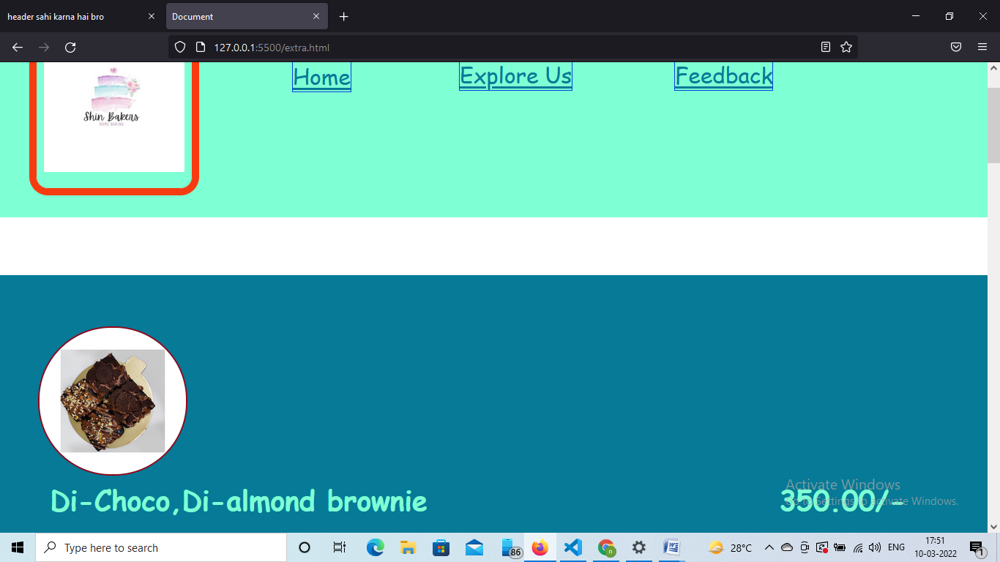 header sahi karna hai bro
Document
127.0.0.1:5500/extra.html
Home
Explore Us
Feedback
Shin Bakers
HOME BAKING
Di-Choco,Di-almond brownie
350.00/-
Activate Windows
Go to Settings to activate Windows.
Type here to search
86
n
28°C
ENG
17:51
10-03-2022
1